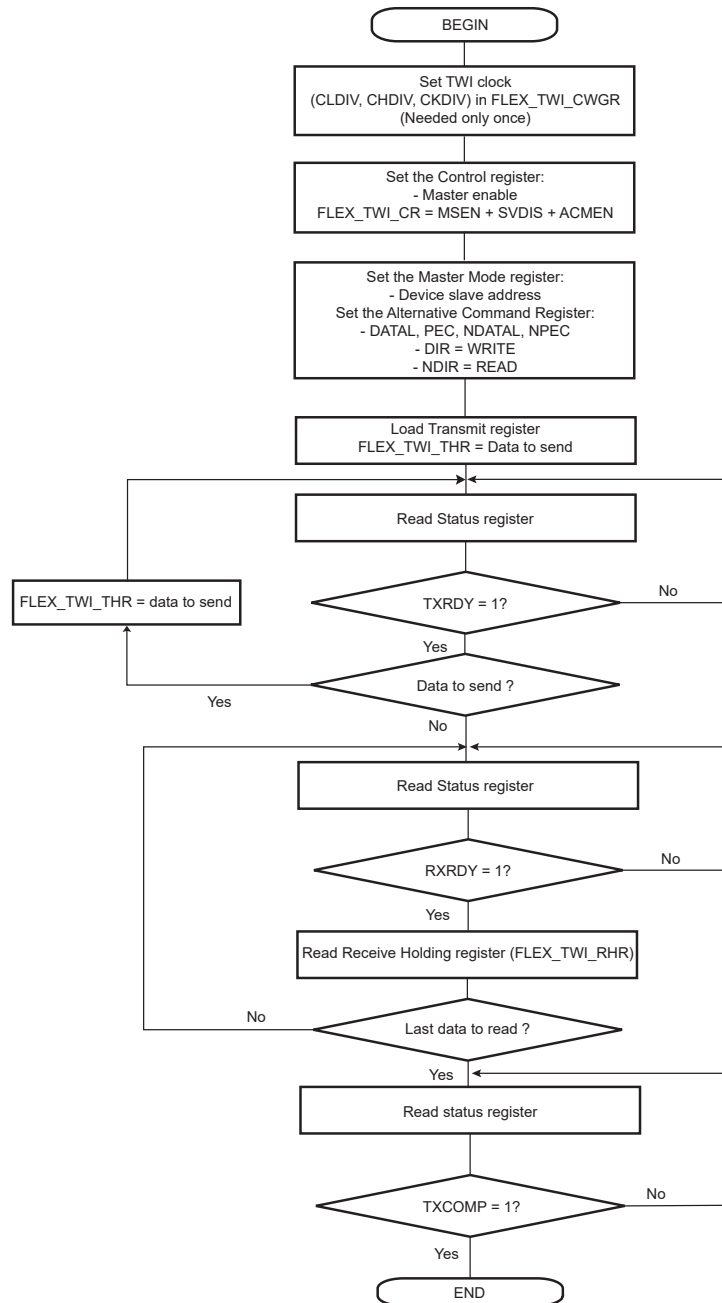 BEGIN
Set TWI clock
(CLDIV, CHDIV, CKDIV) in FLEX_TWI_CWGR
(Needed only once)
Set the Control register:
- Master enable
FLEX_TWI_CR = MSEN + SVDIS + ACMEN
Set the Master Mode register:
- Device slave address
Set the Alternative Command Register:
- DATAL, PEC, NDATAL, NPEC
- DIR = WRITE
- NDIR = READ
Load Transmit register
FLEX_TWI_THR = Data to send
Read Status register
FLEX_TWI_THR = data to send
TXRDY = 1?
No
Yes
Data to send ?
Yes
No
Read Status register
RXRDY = 1?
No
Yes
Read Receive Holding register (FLEX_TWI_RHR)
No
Last data to read ?
Yes
Read status register
TXCOMP = 1?
No
Yes
END